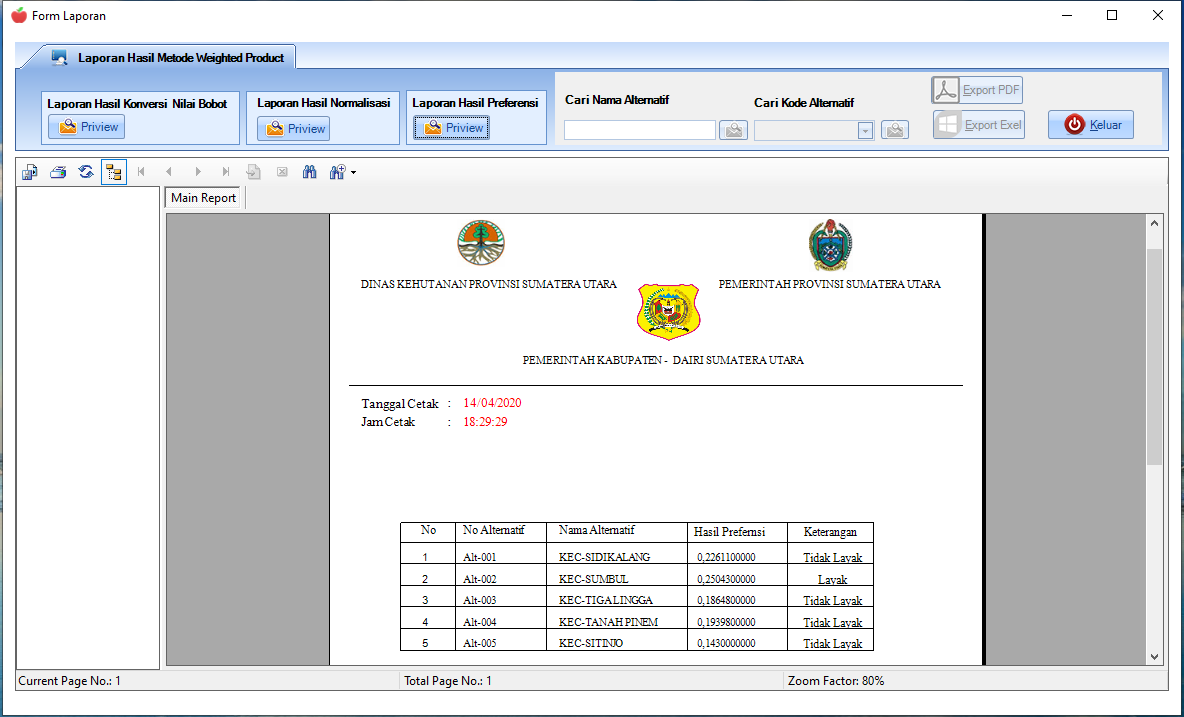 Form Laporan
Laporan Hasil Metode Weighted Product
Laporan Hasil Konversi Nilai Bobot
Priview
Laporan Hasil Normalisasi
Priview
Laporan Hasil Preferensi
Priview
Cari Nama Alternatif
Cari Kode Alternatif
Export PDF
Export Exel
Keluar
Main Report
DINAS KEHUTANAN PROVINSI SUMATERA UTARA
PEMERINTAH PROVINSI SUMATERA UTARA
PEMERINTAH KABUPATEN - DAIRI SUMATERA UTARA
Tanggal Cetak : 14/04/2020
Jam Cetak : 18:29:29
No No Alternatif Nama Alternatif Hasil Prefernsi Keterangan
1 Alt-001 KEC-SIDIKALANG 0,2261100000 Tidak Layak
2 Alt-002 KEC-SUMBUL 0,2504300000 Layak
3 Alt-003 KEC-TIGALINGGA 0,1864800000 Tidak Layak
4 Alt-004 KEC-TANAH PINEM 0,1939800000 Tidak Layak
5 Alt-005 KEC-SITINJO 0,1430000000 Tidak Layak
Current Page No.: 1
Total Page No.: 1
Zoom Factor: 80%